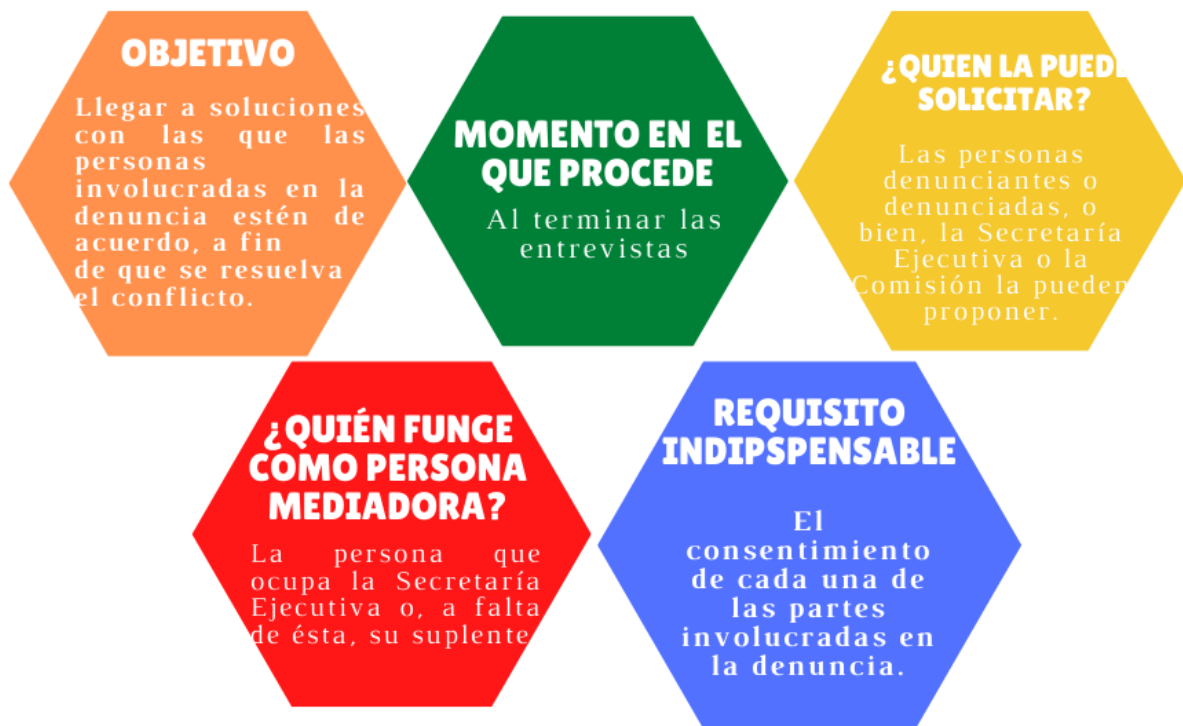 OBJETIVO
Llegar a soluciones
con las que las
personas
involucradas en la
denuncia estén de
acuerdo, a fin
de que se resuelva
el conflicto.
MOMENTO EN EL
QUE PROCEDE
Al terminar las
entrevistas
¿QUIEN LA PUEDE
SOLICITAR?
Las personas
denunciantes o
denunciadas, o
bien, la Secretaría
Ejecutiva o la
Comisión la pueden
proponer.
¿QUIÉN FUNGE
COMO PERSONA
MEDIADORA?
La persona que
ocupa la Secretaría
Ejecutiva o, a falta
de ésta, su suplente
REQUISITO
INDIPSPENSABLE
El
consentimiento
de cada una de
las partes
involucradas en
la denuncia.